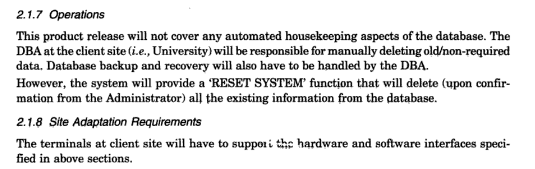 2.1.7 Operations
This product release will not cover any automated housekeeping aspects of the database. The
DBA at the client site (i.e., University) will be responsible for manually deleting old/non-required
data. Database backup and recovery will also have to be handled by the DBA.
However, the system will provide a ‘RESET SYSTEM’ function that will delete (upon confir-
mation from the Administrator) all the existing information from the database.
2.1.8 Site Adaptation Requirements
The terminals at client site will have to support the hardware and software interfaces speci-
fied in above sections.